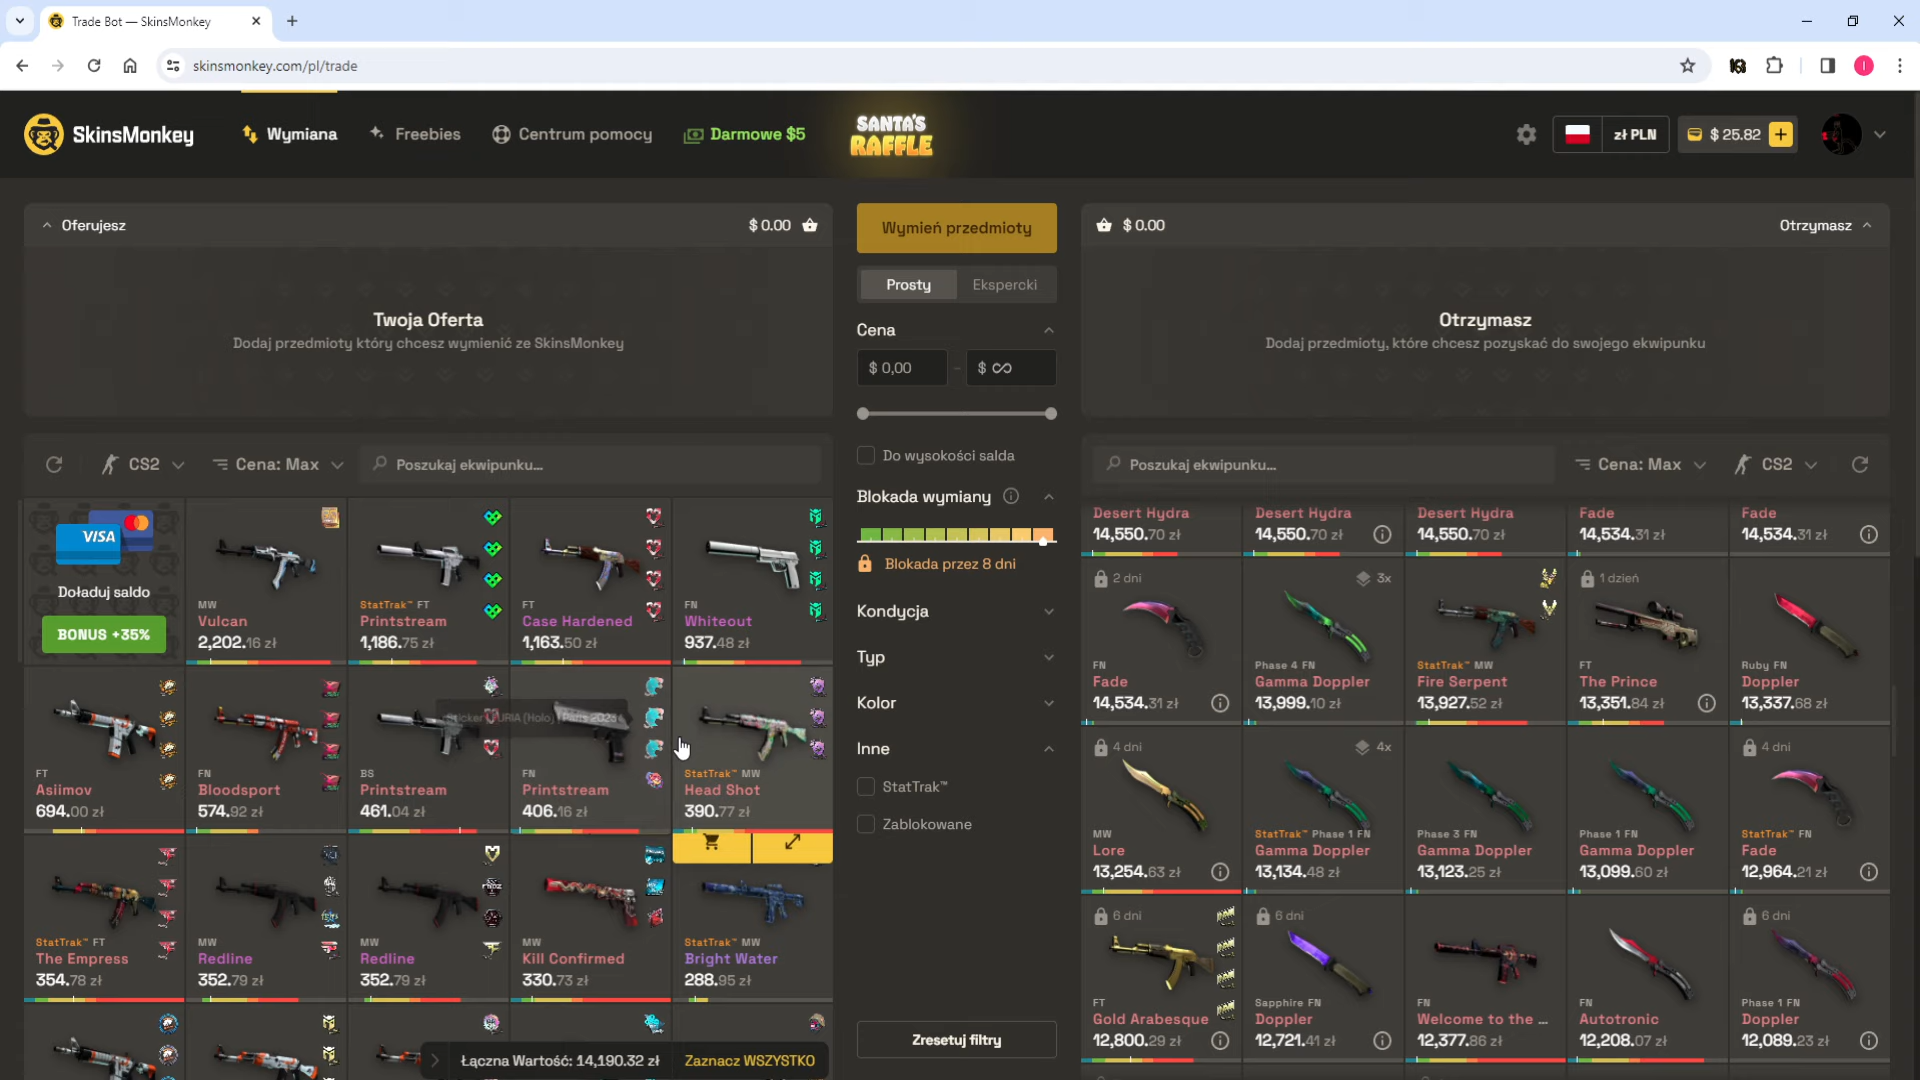 Trade Bot — SkinsMonkey
skinsmonkey.com/pl/trade
SkinsMonkey
Wymiana
Freebies
Centrum pomocy
Darmowe $5
SANTA'S
RAFFLE
zł PLN
$ 25.82
Oferujesz
$ 0.00
Twoja Oferta
Dodaj przedmioty który chcesz wymienić ze SkinsMonkey
Wymień przedmioty
Prosty
Ekspercki
Cena
$ 0,00
-
$ ∞
Do wysokości salda
Blokada wymiany
Blokada przez 8 dni
Kondycja
Typ
Kolor
Inne
StatTrak™
Zablokowane
Zresetuj filtry
$ 0.00
Otrzymasz
Otrzymasz
Dodaj przedmioty, które chcesz pozyskać do swojego ekwipunku
CS2
Cena: Max
Poszukaj ekwipunku...
VISA
Doładuj saldo
BONUS +35%
MW
Vulcan
2,202.16 zł
StatTrak™ FT
Printstream
1,186.75 zł
FT
Case Hardened
1,163.50 zł
FN
Whiteout
937.48 zł
FT
Asiimov
694.00 zł
FN
Bloodsport
574.92 zł
BS
Printstream
461.04 zł
FN
Printstream
406.16 zł
StatTrak™ MW
Head Shot
390.77 zł
StatTrak™ FT
The Empress
354.78 zł
MW
Redline
352.79 zł
MW
Redline
352.79 zł
MW
Kill Confirmed
330.73 zł
StatTrak™ MW
Bright Water
288.95 zł
Łączna Wartość: 14,190.32 zł
Zaznacz WSZYSTKO
Poszukaj ekwipunku...
Cena: Max
CS2
Desert Hydra
14,550.70 zł
Desert Hydra
14,550.70 zł
Desert Hydra
14,550.70 zł
Fade
14,534.31 zł
Fade
14,534.31 zł
2 dni
FN
Fade
14,534.31 zł
3x
Phase 4 FN
Gamma Doppler
13,999.10 zł
StatTrak™ MW
Fire Serpent
13,927.52 zł
1 dzień
FT
The Prince
13,351.84 zł
Ruby FN
Doppler
13,337.68 zł
4 dni
MW
Lore
13,254.63 zł
4x
StatTrak™ Phase 1 FN
Gamma Doppler
13,134.48 zł
Phase 3 FN
Gamma Doppler
13,123.25 zł
Phase 1 FN
Gamma Doppler
13,099.60 zł
4 dni
StatTrak™ FN
Fade
12,964.21 zł
6 dni
FT
Gold Arabesque
12,800.29 zł
6 dni
Sapphire FN
Doppler
12,721.41 zł
FN
Welcome to the ...
12,377.86 zł
FN
Autotronic
12,208.07 zł
6 dni
Phase 1 FN
Doppler
12,089.23 zł